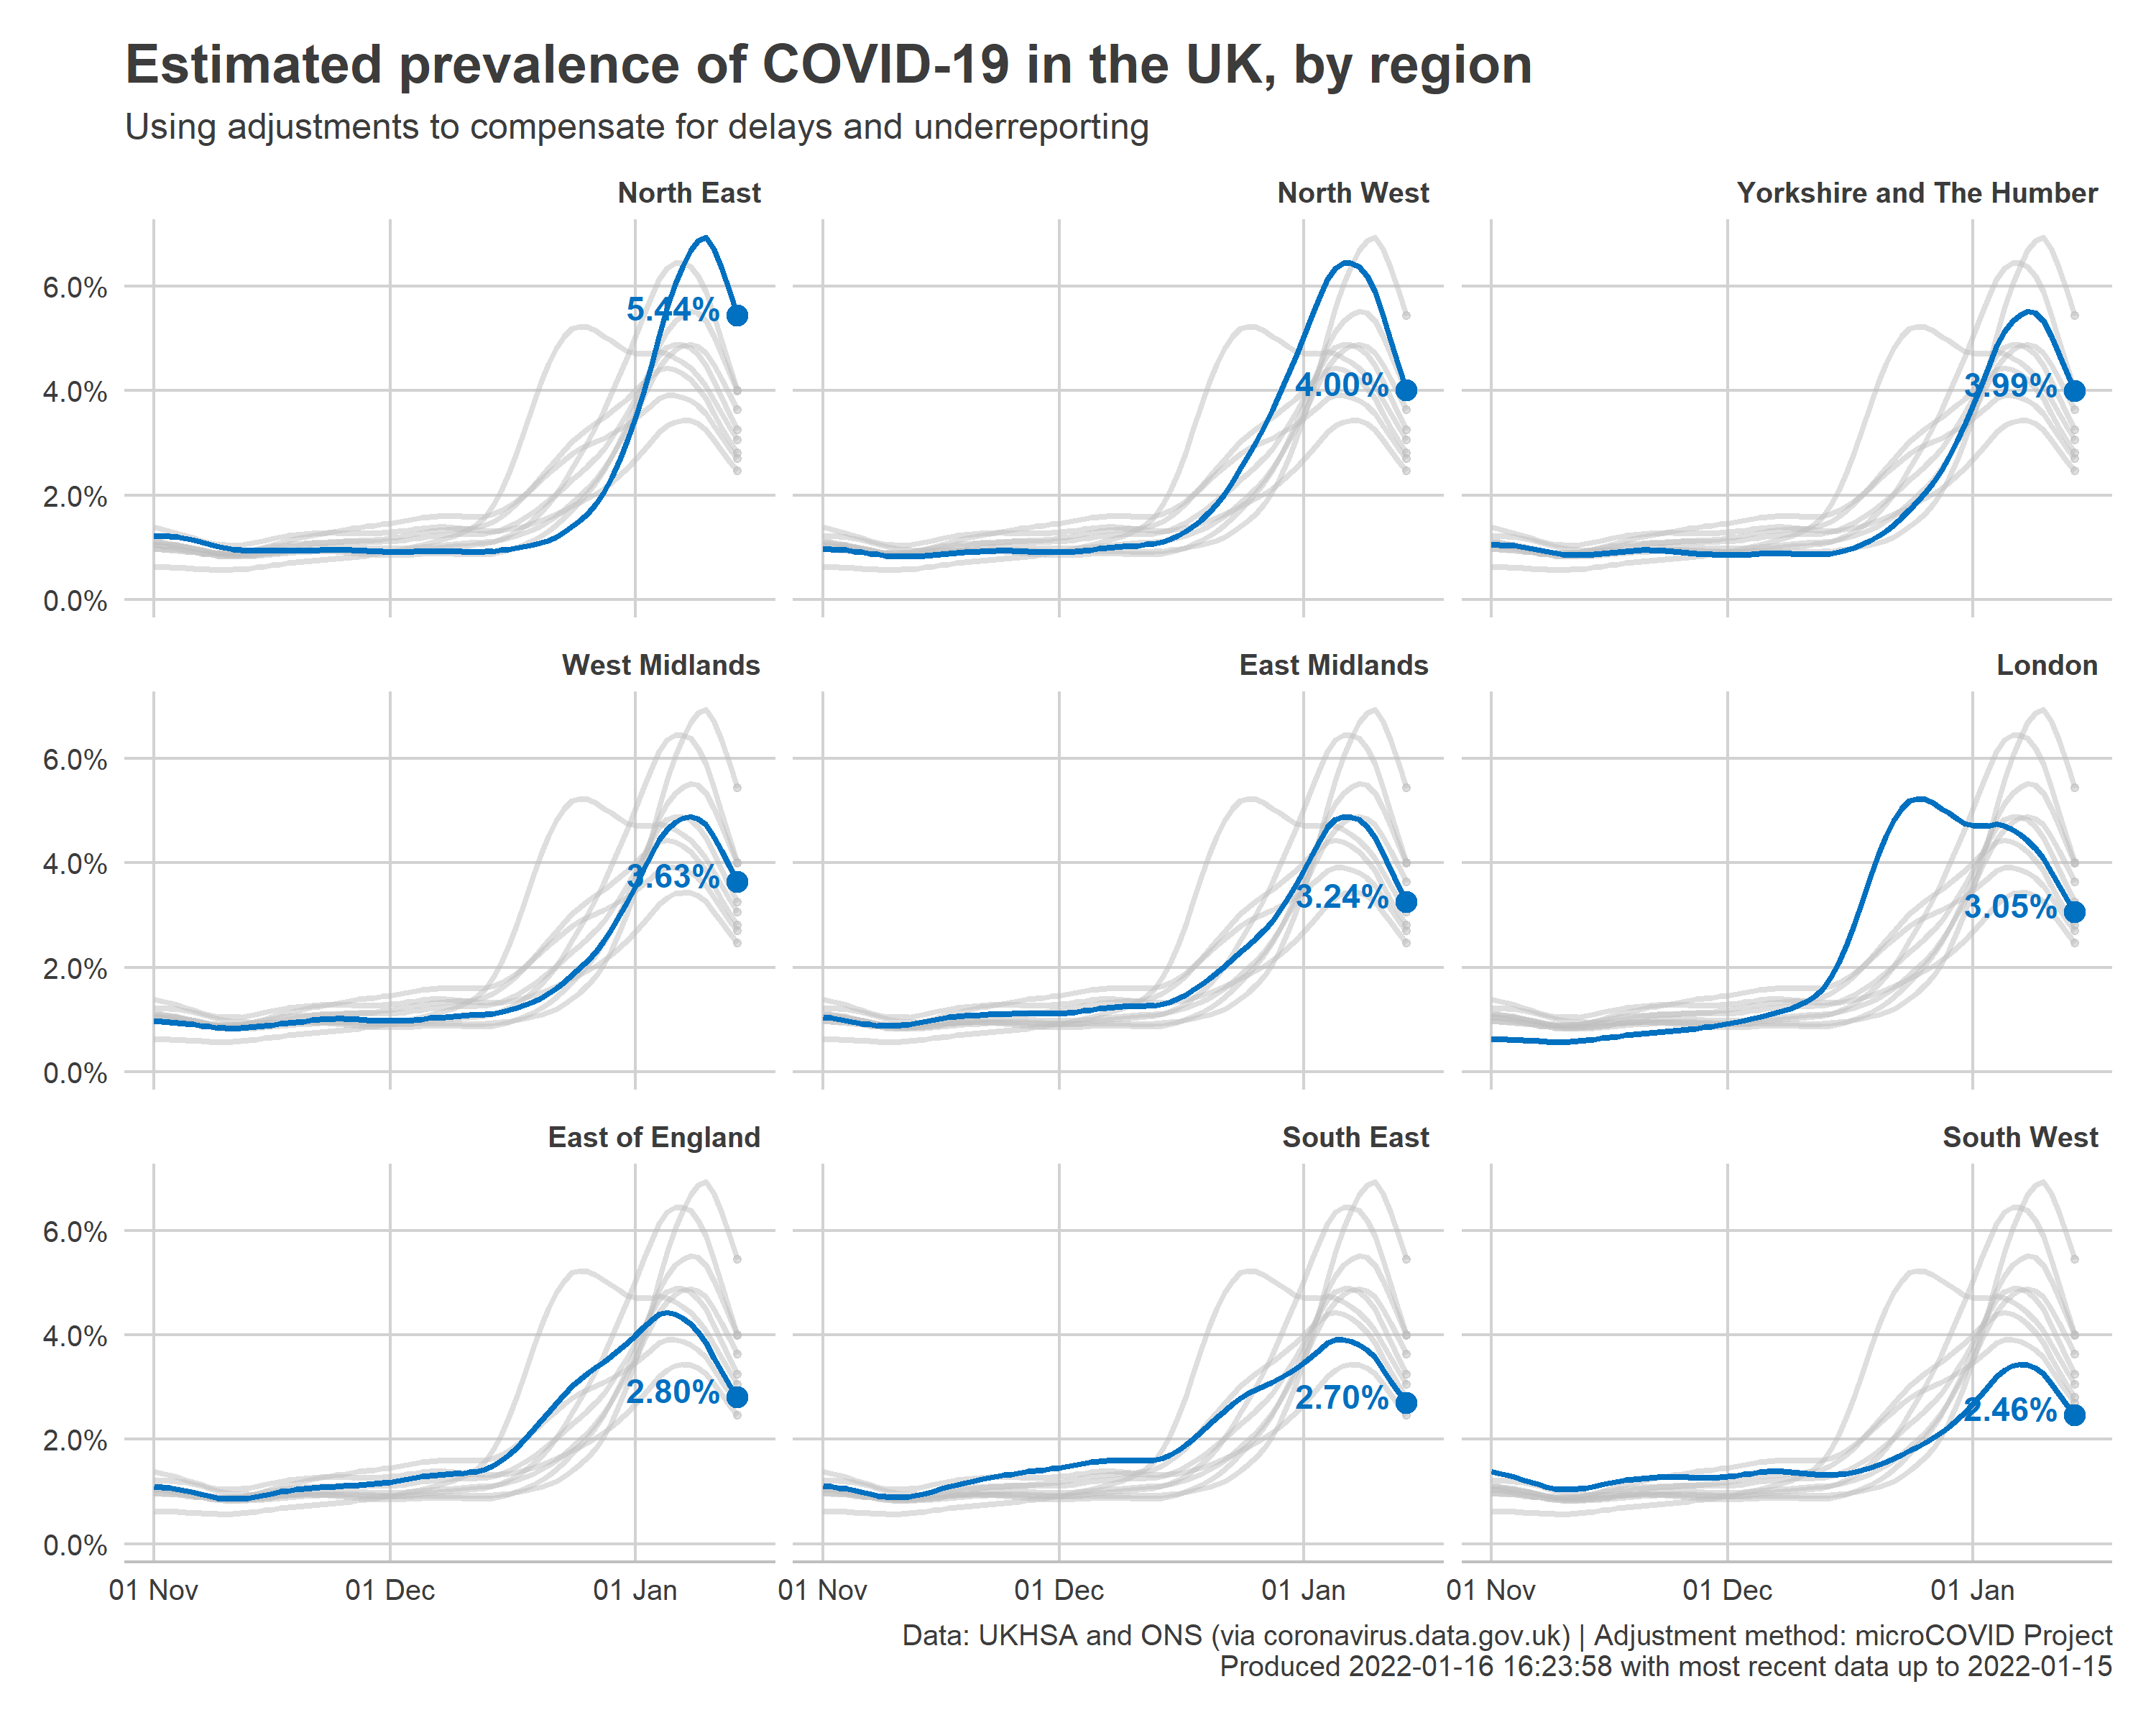 Estimated prevalence of COVID-19 in the UK, by region
Using adjustments to compensate for delays and underreporting
North East
North West
Yorkshire and The Humber
6.0%
4.0%
2.0%
0.0%
5.44%
4.00%
3.99%
West Midlands
East Midlands
London
6.0%
4.0%
2.0%
0.0%
3.63%
3.24%
3.05%
East of England
South East
South West
6.0%
4.0%
2.0%
0.0%
2.80%
2.70%
2.46%
01 Nov 01 Dec 01 Jan 01 Nov 01 Dec 01 Jan 01 Nov 01 Dec 01 Jan
Data: UKHSA and ONS (via coronavirus.data.gov.uk) | Adjustment method: microCOVID Project
Produced 2022-01-16 16:23:58 with most recent data up to 2022-01-15